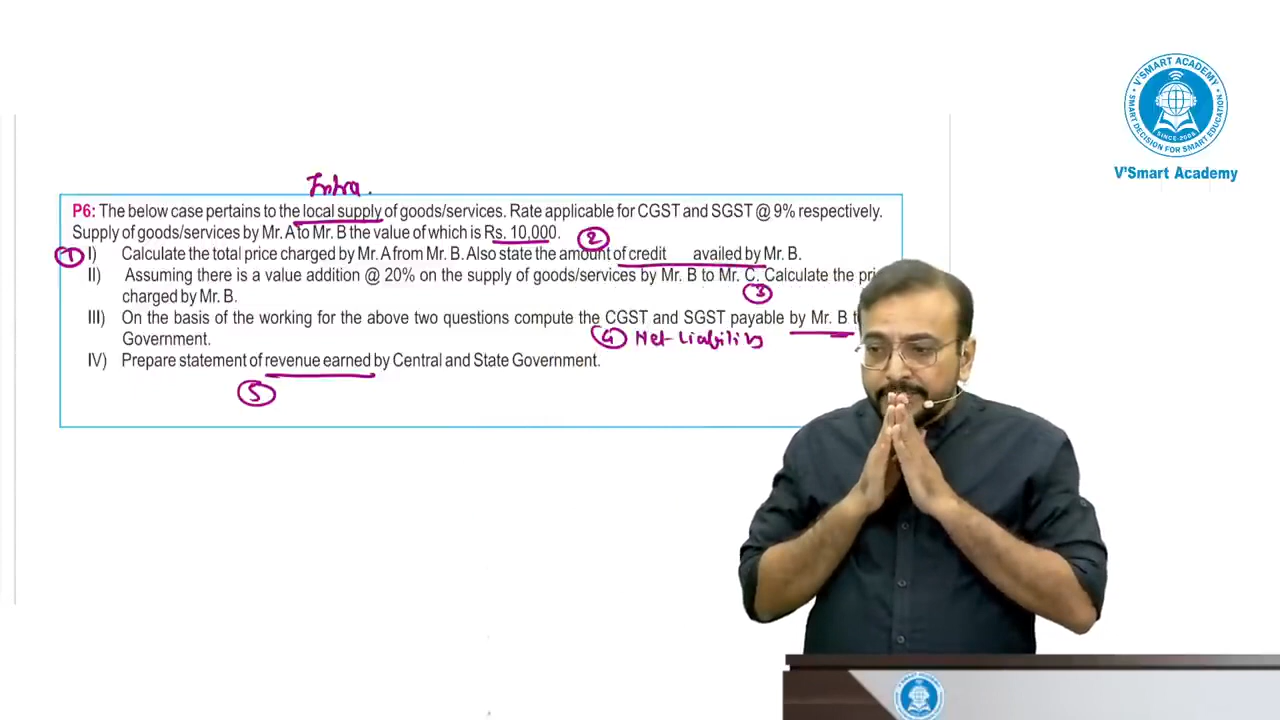 V'SMART ACADEMY
SMART DECISION FOR SMART EDUCATION
SINCE 2006
V'Smart Academy
Intra.
P6: The below case pertains to the local supply of goods/services. Rate applicable for CGST and SGST @ 9% respectively.
Supply of goods/services by Mr. A to Mr. B the value of which is Rs. 10,000.
2
1 I) Calculate the total price charged by Mr. A from Mr. B. Also state the amount of credit availed by Mr. B.
II) Assuming there is a value addition @ 20% on the supply of goods/services by Mr. B to Mr. C. Calculate the
charged by Mr. B.
3
III) On the basis of the working for the above two questions compute the CGST and SGST payable by Mr. B
Government.
4 Net Liability
IV) Prepare statement of revenue earned by Central and State Government.
5